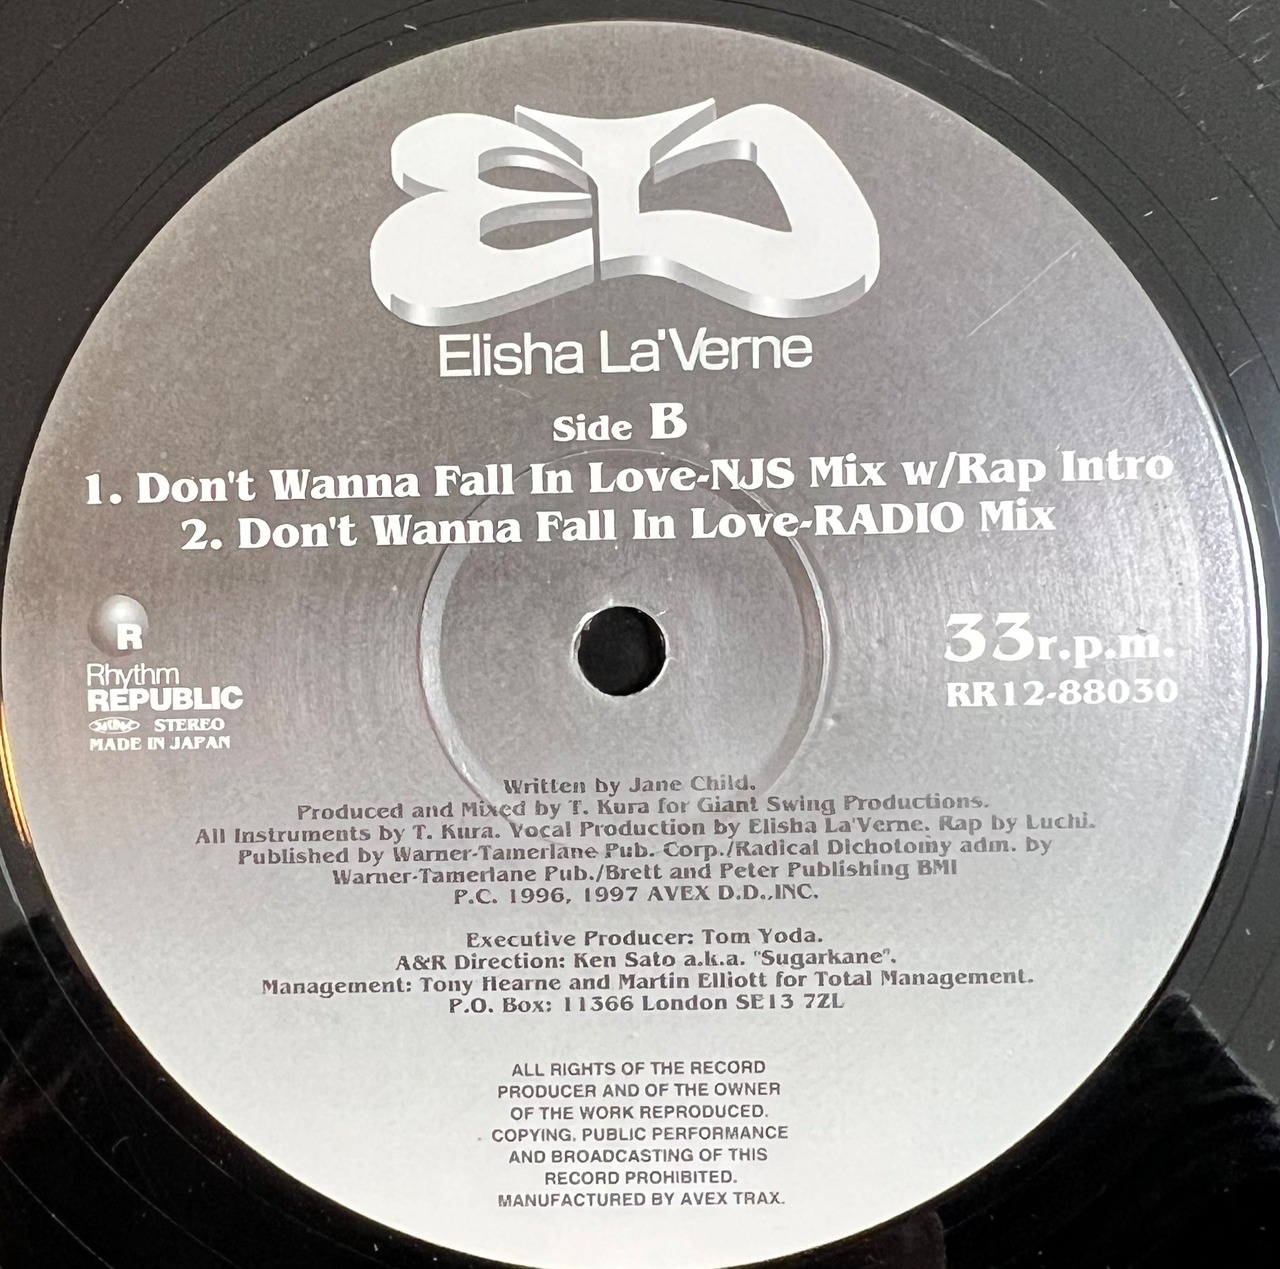 ELV
Elisha La'Verne
Side B
1. Don't Wanna Fall In Love-NJS Mix w/Rap Intro
2. Don't Wanna Fall In Love-RADIO Mix
R
Rhythm
REPUBLIC
STEREO
MADE IN JAPAN
33r.p.m.
RR12-88030
Written by Jane Child.
Produced and Mixed by T. Kura for Giant Swing Productions.
All Instruments by T. Kura. Vocal Production by Elisha La'Verne. Rap by Luchi.
Published by Warner-Tamerlane Pub. Corp./Radical Dichotomy adm. by
Warner-Tamerlane Pub./Brett and Peter Publishing BMI
P.C. 1996, 1997 AVEX D.D.,INC.
Executive Producer: Tom Yoda.
A&R Direction: Ken Sato a.k.a. "Sugarkane".
Management: Tony Hearne and Martin Elliott for Total Management.
P.O. Box: 11366 London SE13 7ZL
ALL RIGHTS OF THE RECORD
PRODUCER AND OF THE OWNER
OF THE WORK REPRODUCED.
COPYING, PUBLIC PERFORMANCE
AND BROADCASTING OF THIS
RECORD PROHIBITED.
MANUFACTURED BY AVEX TRAX.